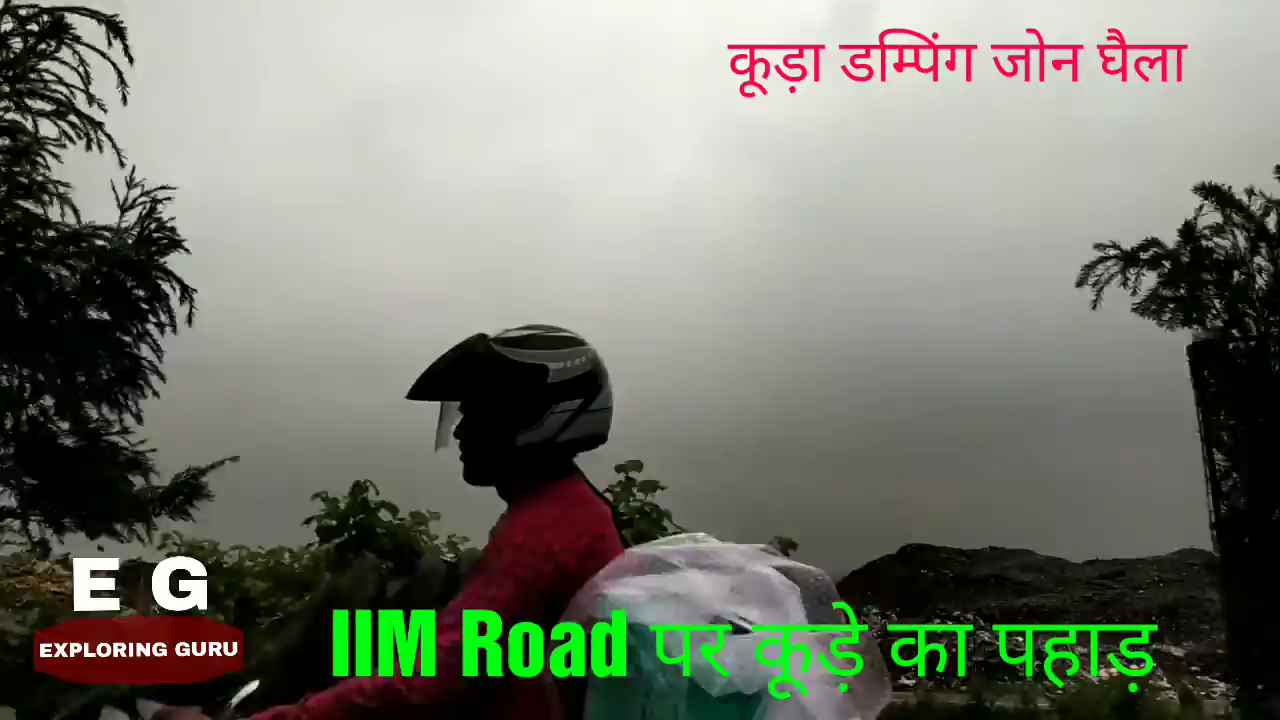 कूड़ा डम्पिंग जोन घैला
E G
EXPLORING GURU
IIM Road पर कूड़े का पहाड़